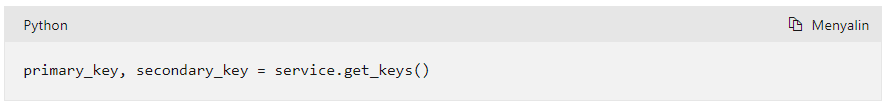 Python
Menyalin
primary_key, secondary_key = service.get_keys()